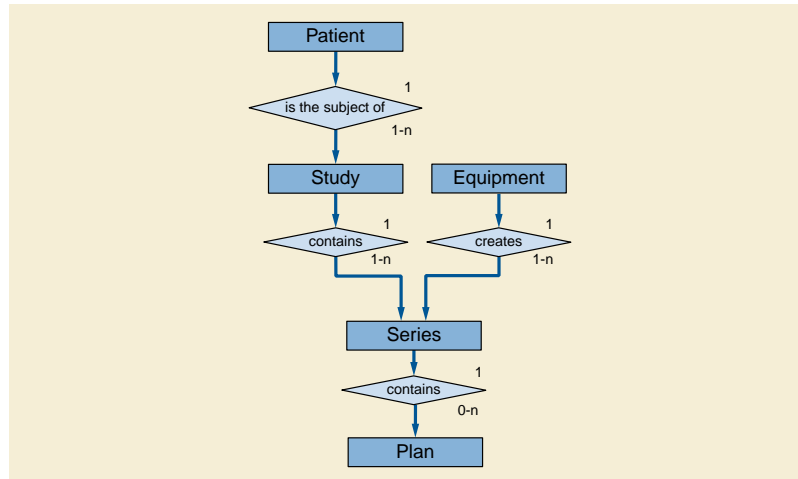 Patient
1
is the subject of
1-n
Study
Equipment
1
1
contains
creates
1-n
1-n
Series
1
contains
0-n
Plan